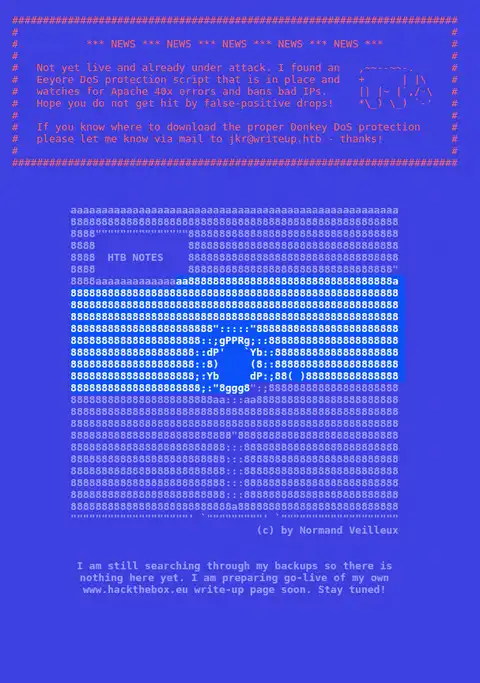 *** NEWS *** NEWS *** NEWS *** NEWS *** NEWS ***
Not yet live and already under attack. I found an
Eeyore DoS protection script that is in place and
watches for Apache 40x errors and bans bad IPs.
Hope you do not get hit by false-positive drops!
If you know where to download the proper Donkey DoS protection
please let me know via mail to jkr@writeup.htb - thanks!
HTB NOTES
(c) by Normand Veilleux
I am still searching through my backups so there is
nothing here yet. I am preparing go-live of my own
www.hackthebox.eu write-up page soon. Stay tuned!